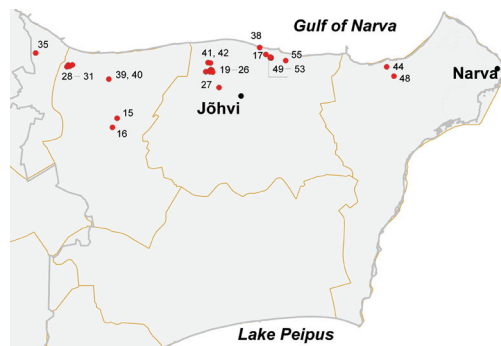 Gulf of Narva
38
35
41, 42
17
55
44
Narva
28 – 31
39, 40
19 – 26
49 – 53
48
27
Jõhvi
15
16
Lake Peipus